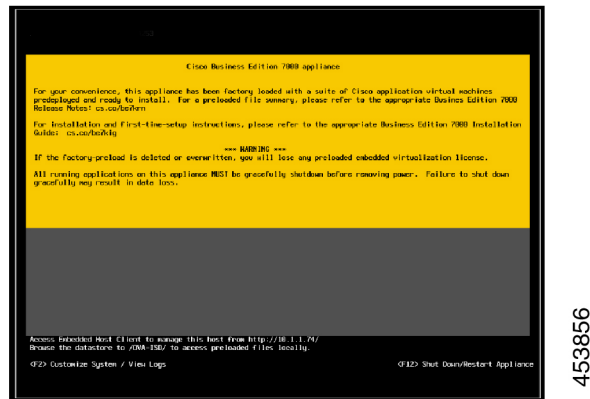 Cisco Business Edition 7000 appliance
For your convenience, this appliance has been factory loaded with a suite of Cisco application virtual machines
predeployed and ready to install. For a preloaded file summary, please refer to the appropriate Busines Edition 7000
Release Notes: cs.co/be7krn
For installation and first-time-setup instructions, please refer to the appropriate Business Edition 7000 Installation
Guide: cs.co/be7kig
*** WARNING ***
If the factory-preload is deleted or overwritten, you will lose any preloaded embedded virtualization license.
All running applications on this appliance MUST be gracefully shutdown before removing power. Failure to shut down
gracefully may result in data loss.
Access Embedded Host Client to manage this host from http://10.1.1.74/
Browse the datastore to /OVA-ISO/ to access preloaded files locally.
<F2> Customize System / View Logs
<F12> Shut Down/Restart Appliance
453856